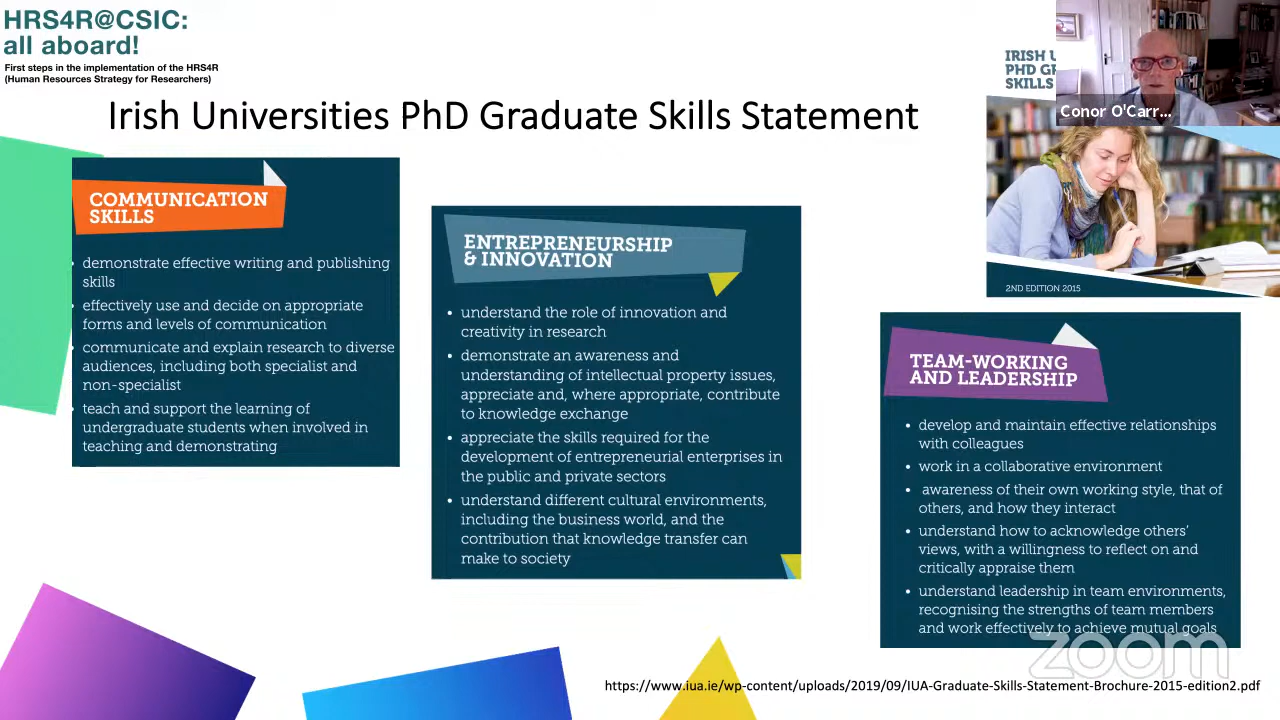 HRS4R@CSIC:
all aboard!
First steps in the implementation of the HRS4R
(Human Resources Strategy for Researchers)
Irish Universities PhD Graduate Skills Statement
COMMUNICATION
SKILLS
• demonstrate effective writing and publishing
skills
• effectively use and decide on appropriate
forms and levels of communication
• communicate and explain research to diverse
audiences, including both specialist and
non-specialist
• teach and support the learning of
undergraduate students when involved in
teaching and demonstrating
ENTREPRENEURSHIP
& INNOVATION
• understand the role of innovation and
creativity in research
• demonstrate an awareness and
understanding of intellectual property issues,
appreciate and, where appropriate, contribute
to knowledge exchange
• appreciate the skills required for the
development of entrepreneurial enterprises in
the public and private sectors
• understand different cultural environments,
including the business world, and the
contribution that knowledge transfer can
make to society
IRISH U
PHD GR
SKILLS
Conor O'Carr...
2ND EDITION 2015
TEAM-WORKING
AND LEADERSHIP
• develop and maintain effective relationships
with colleagues
• work in a collaborative environment
• awareness of their own working style, that of
others, and how they interact
• understand how to acknowledge others'
views, with a willingness to reflect on and
critically appraise them
• understand leadership in team environments,
recognising the strengths of team members
and work effectively to achieve mutual goals
zoom
https://www.iua.ie/wp-content/uploads/2019/09/IUA-Graduate-Skills-Statement-Brochure-2015-edition2.pdf